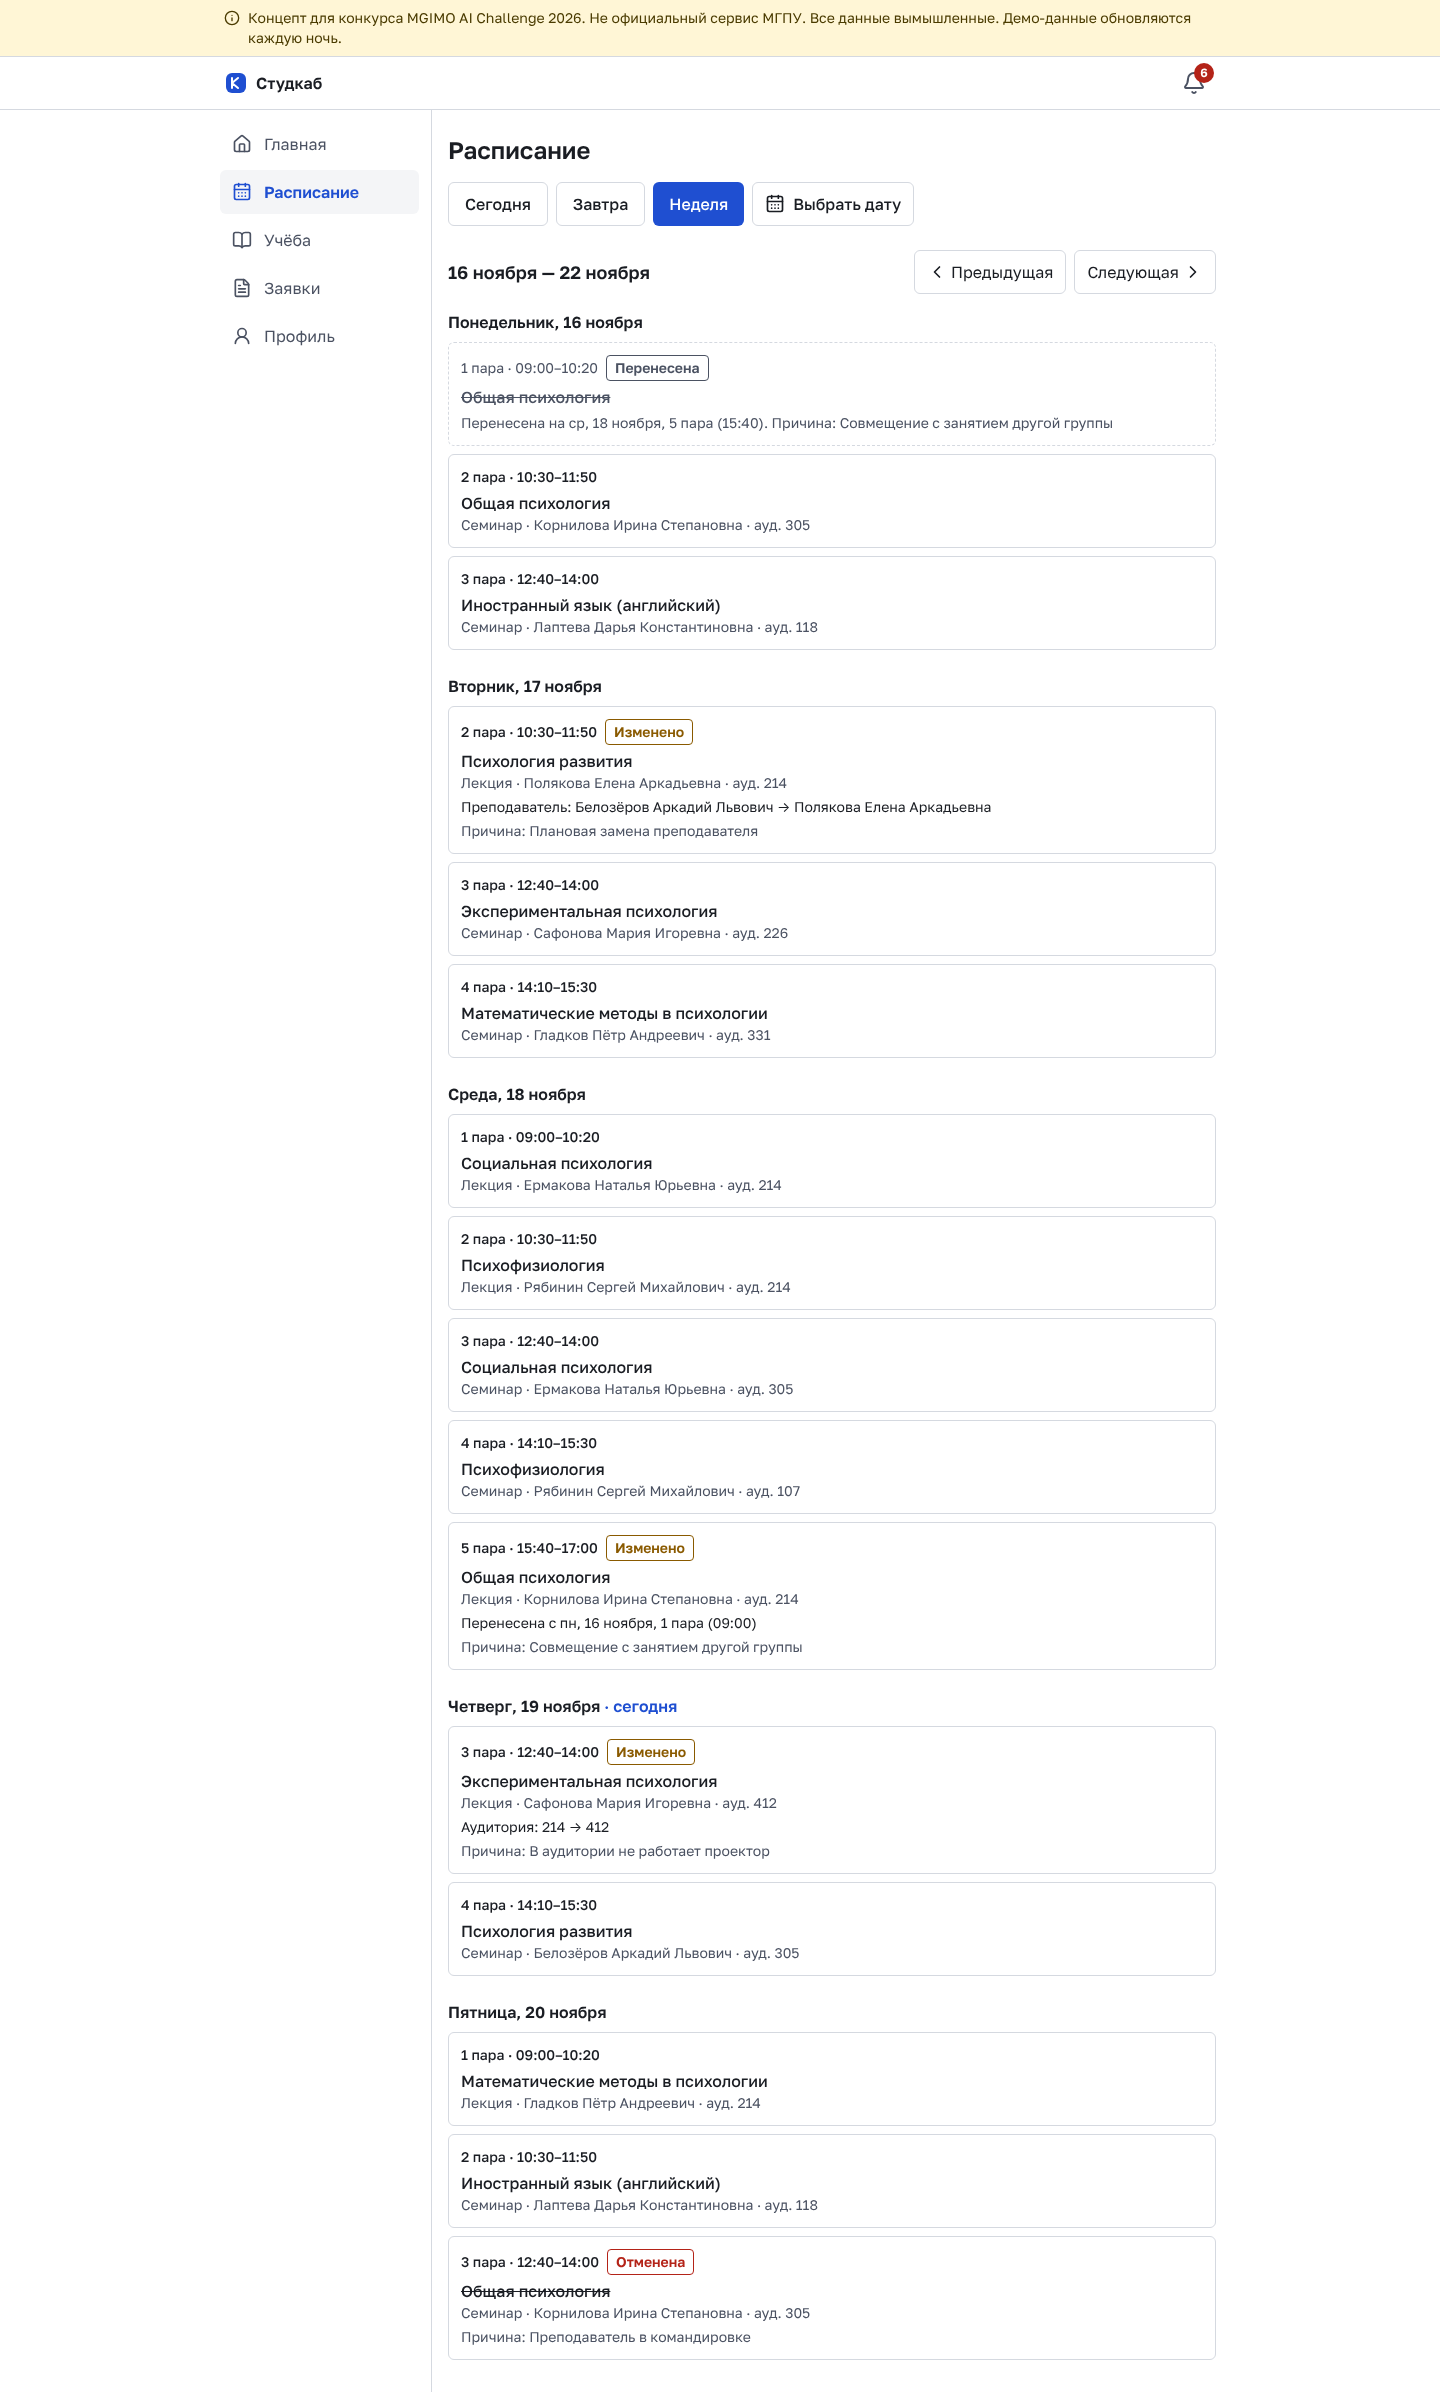 Концепт для конкурса MGIMO AI Challenge 2026. Не официальный сервис МГПУ. Все данные вымышленные. Демо-данные обновляются
каждую ночь.
Студкаб
6
Главная
Расписание
Учёба
Заявки
Профиль
Расписание
Сегодня
Завтра
Неделя
Выбрать дату
16 ноября — 22 ноября
Предыдущая
Следующая
Понедельник, 16 ноября
1 пара · 09:00–10:20 Перенесена
Общая психология
Перенесена на ср, 18 ноября, 5 пара (15:40). Причина: Совмещение с занятием другой группы
2 пара · 10:30–11:50
Общая психология
Семинар · Корнилова Ирина Степановна · ауд. 305
3 пара · 12:40–14:00
Иностранный язык (английский)
Семинар · Лаптева Дарья Константиновна · ауд. 118
Вторник, 17 ноября
2 пара · 10:30–11:50 Изменено
Психология развития
Лекция · Полякова Елена Аркадьевна · ауд. 214
Преподаватель: Белозёров Аркадий Львович → Полякова Елена Аркадьевна
Причина: Плановая замена преподавателя
3 пара · 12:40–14:00
Экспериментальная психология
Семинар · Сафонова Мария Игоревна · ауд. 226
4 пара · 14:10–15:30
Математические методы в психологии
Семинар · Гладков Пётр Андреевич · ауд. 331
Среда, 18 ноября
1 пара · 09:00–10:20
Социальная психология
Лекция · Ермакова Наталья Юрьевна · ауд. 214
2 пара · 10:30–11:50
Психофизиология
Лекция · Рябинин Сергей Михайлович · ауд. 214
3 пара · 12:40–14:00
Социальная психология
Семинар · Ермакова Наталья Юрьевна · ауд. 305
4 пара · 14:10–15:30
Психофизиология
Семинар · Рябинин Сергей Михайлович · ауд. 107
5 пара · 15:40–17:00 Изменено
Общая психология
Лекция · Корнилова Ирина Степановна · ауд. 214
Перенесена с пн, 16 ноября, 1 пара (09:00)
Причина: Совмещение с занятием другой группы
Четверг, 19 ноября · сегодня
3 пара · 12:40–14:00 Изменено
Экспериментальная психология
Лекция · Сафонова Мария Игоревна · ауд. 412
Аудитория: 214 → 412
Причина: В аудитории не работает проектор
4 пара · 14:10–15:30
Психология развития
Семинар · Белозёров Аркадий Львович · ауд. 305
Пятница, 20 ноября
1 пара · 09:00–10:20
Математические методы в психологии
Лекция · Гладков Пётр Андреевич · ауд. 214
2 пара · 10:30–11:50
Иностранный язык (английский)
Семинар · Лаптева Дарья Константиновна · ауд. 118
3 пара · 12:40–14:00 Отменена
Общая психология
Семинар · Корнилова Ирина Степановна · ауд. 305
Причина: Преподаватель в командировке